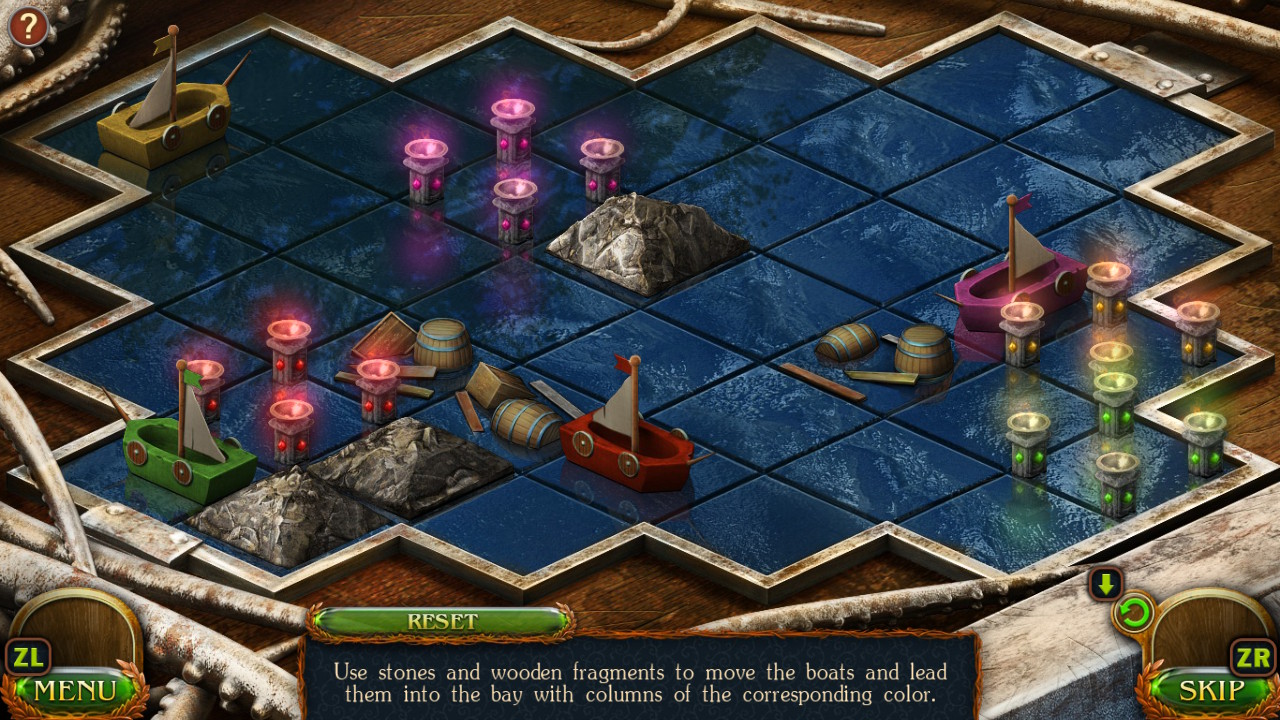 ?
RESET
ZL
MENU
Use stones and wooden fragments to move the boats and lead
them into the bay with columns of the corresponding color.
ZR
SKIP